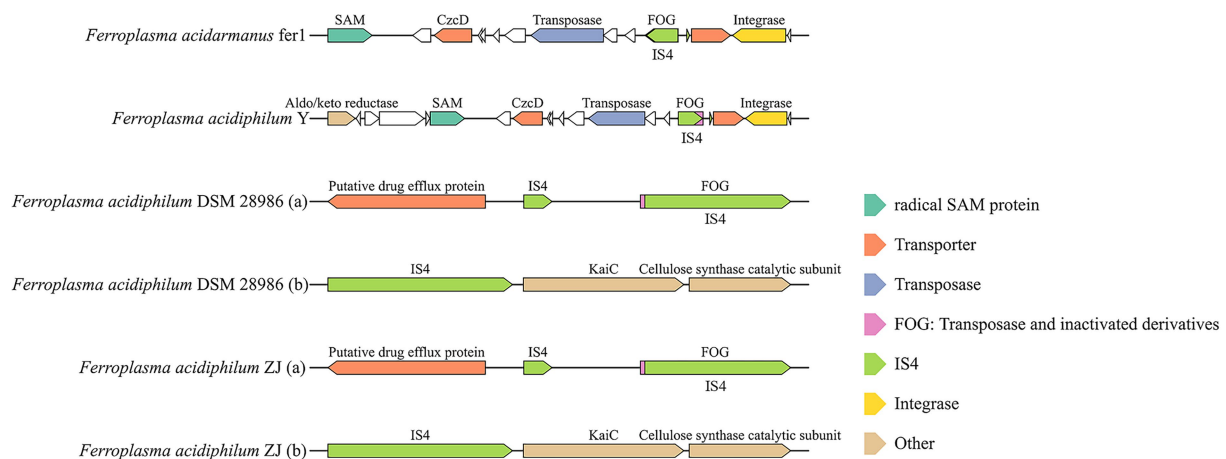 SAM CzcD Transposase FOG Integrase
Ferroplasma acidarmanus fer1
IS4
Aldo/keto reductase SAM CzcD Transposase FOG Integrase
Ferroplasma acidiphilum Y
IS4
Putative drug efflux protein IS4 FOG
Ferroplasma acidiphilum DSM 28986 (a)
IS4
IS4 KaiC Cellulose synthase catalytic subunit
Ferroplasma acidiphilum DSM 28986 (b)
Putative drug efflux protein IS4 FOG
Ferroplasma acidiphilum ZJ (a)
IS4
IS4 KaiC Cellulose synthase catalytic subunit
Ferroplasma acidiphilum ZJ (b)
radical SAM protein
Transporter
Transposase
FOG: Transposase and inactivated derivatives
IS4
Integrase
Other